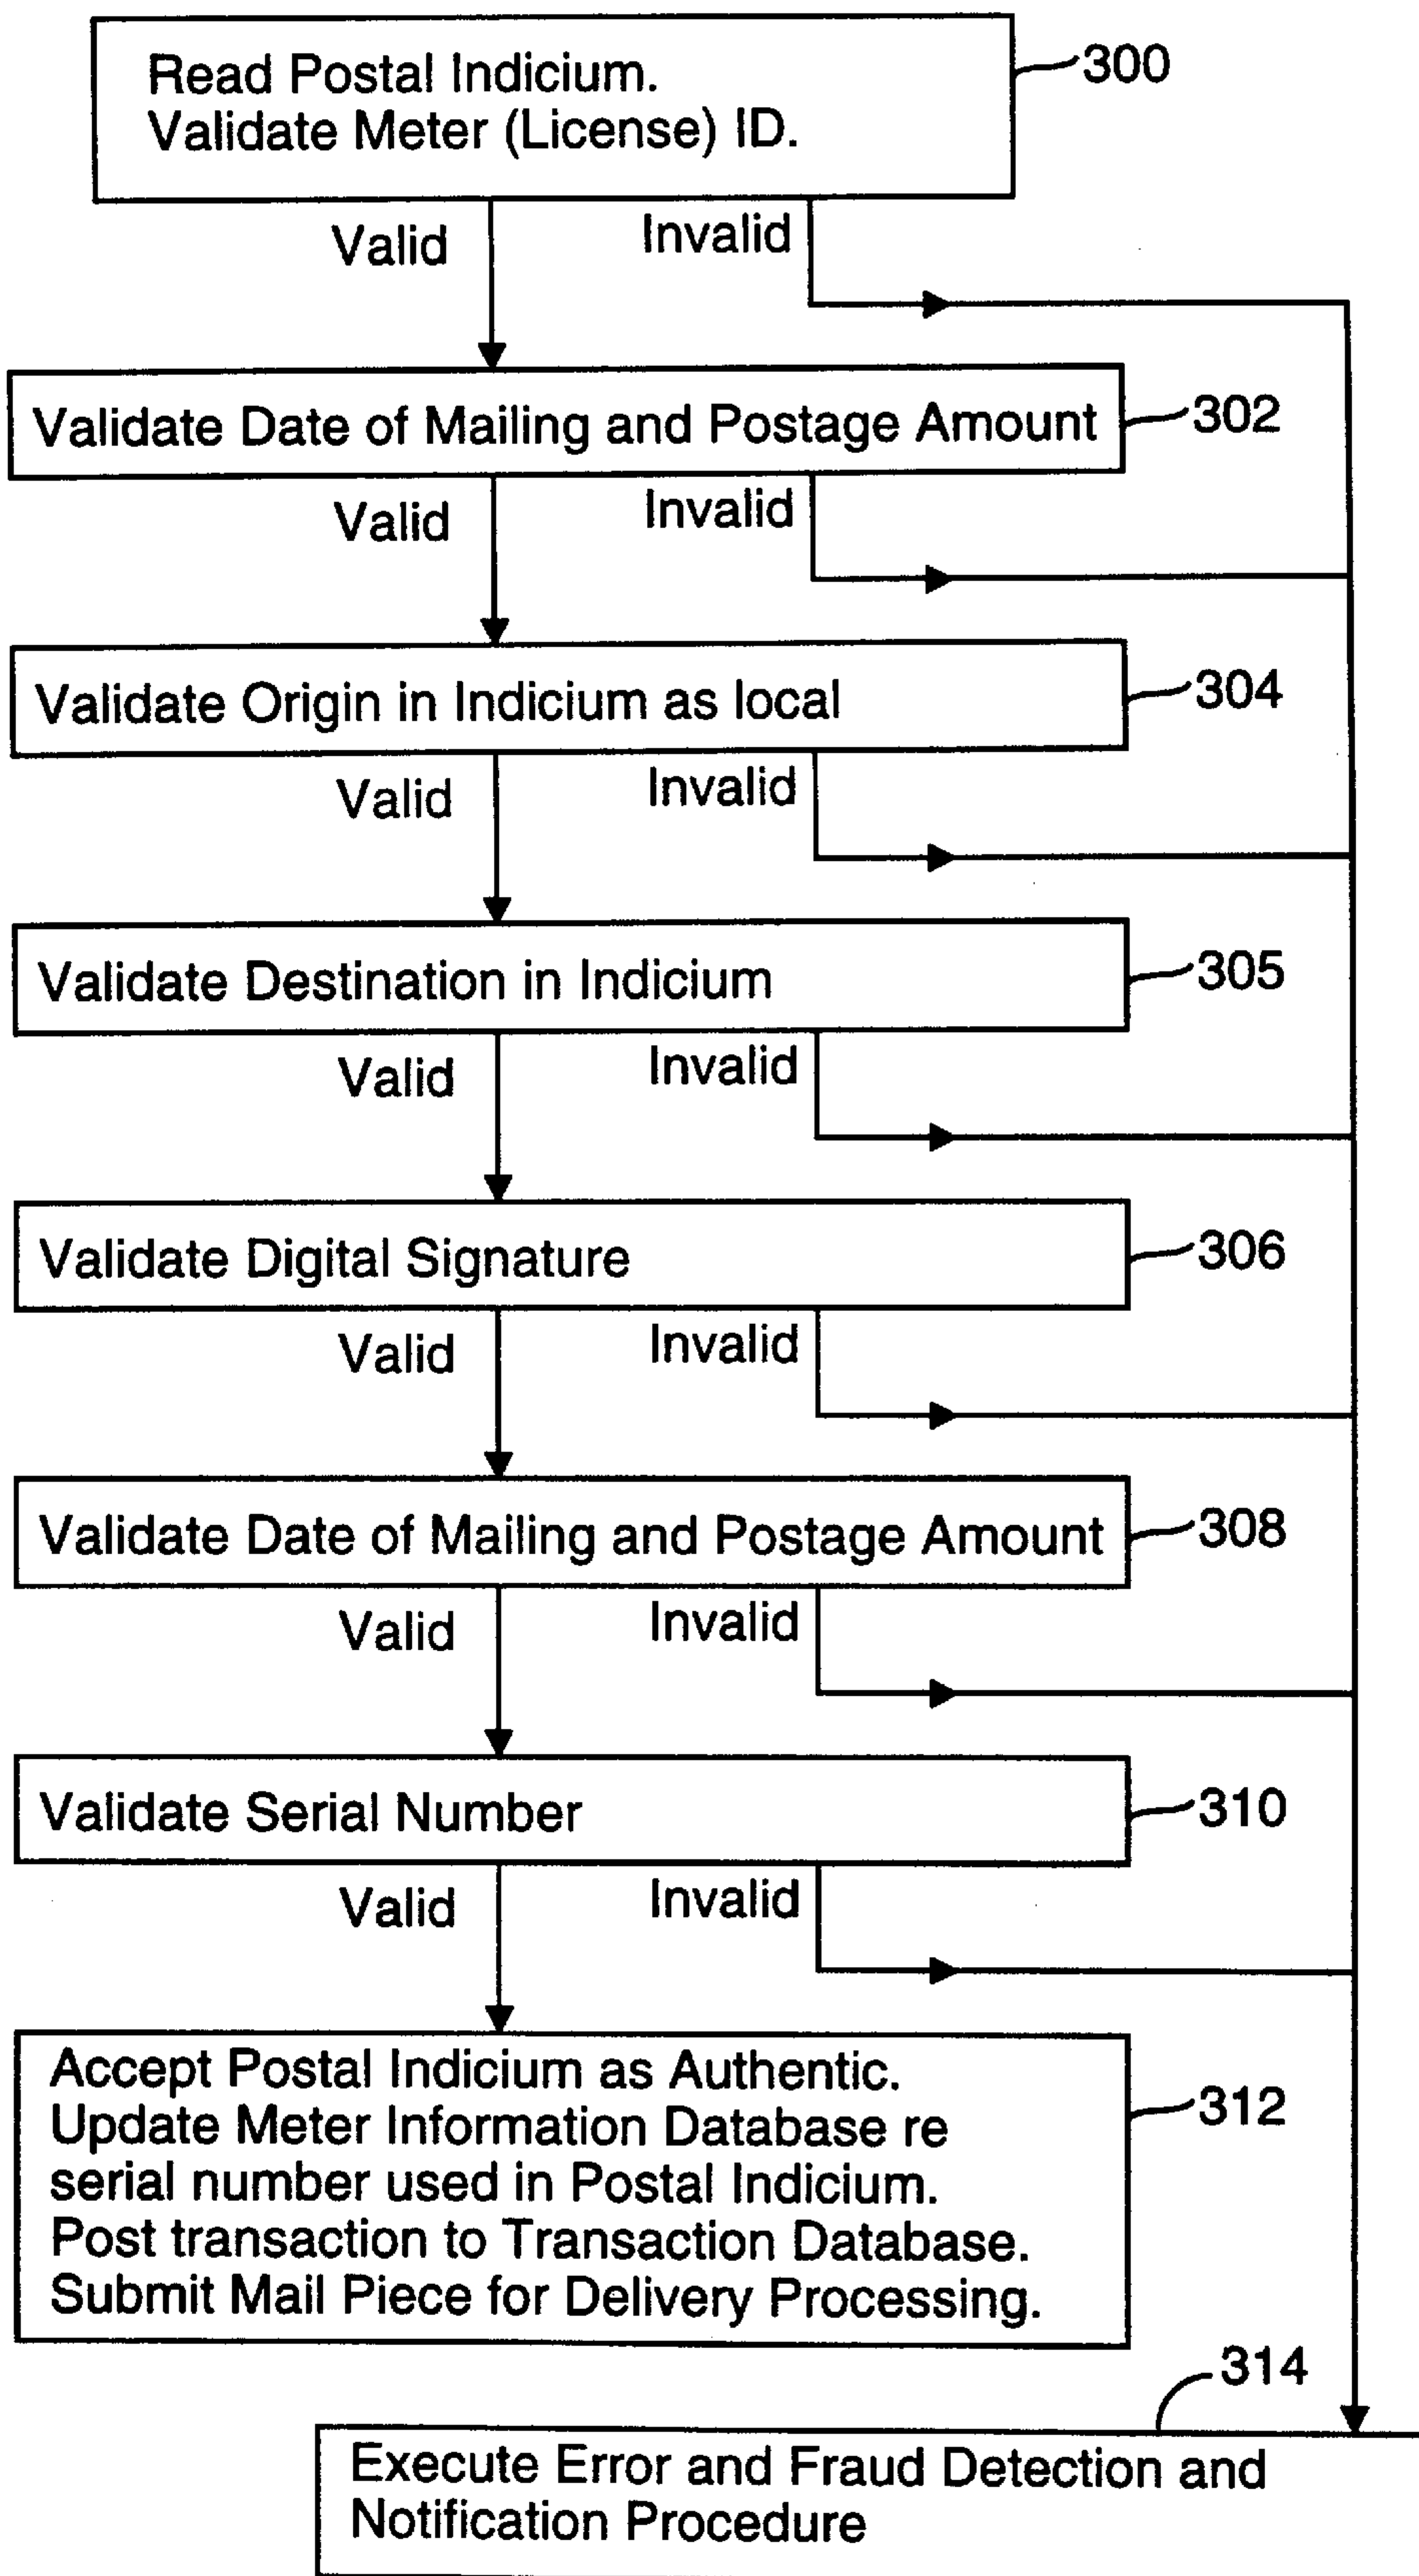 Read Postal Indicium.
Validate Meter (License) ID.
300
Valid
Invalid
Validate Date of Mailing and Postage Amount
302
Valid
Invalid
Validate Origin in Indicium as local
304
Valid
Invalid
Validate Destination in Indicium
305
Valid
Invalid
Validate Digital Signature
306
Valid
Invalid
Validate Date of Mailing and Postage Amount
308
Valid
Invalid
Validate Serial Number
310
Valid
Invalid
Accept Postal Indicium as Authentic.
Update Meter Information Database re
serial number used in Postal Indicium.
Post transaction to Transaction Database.
Submit Mail Piece for Delivery Processing.
312
314
Execute Error and Fraud Detection and
Notification Procedure